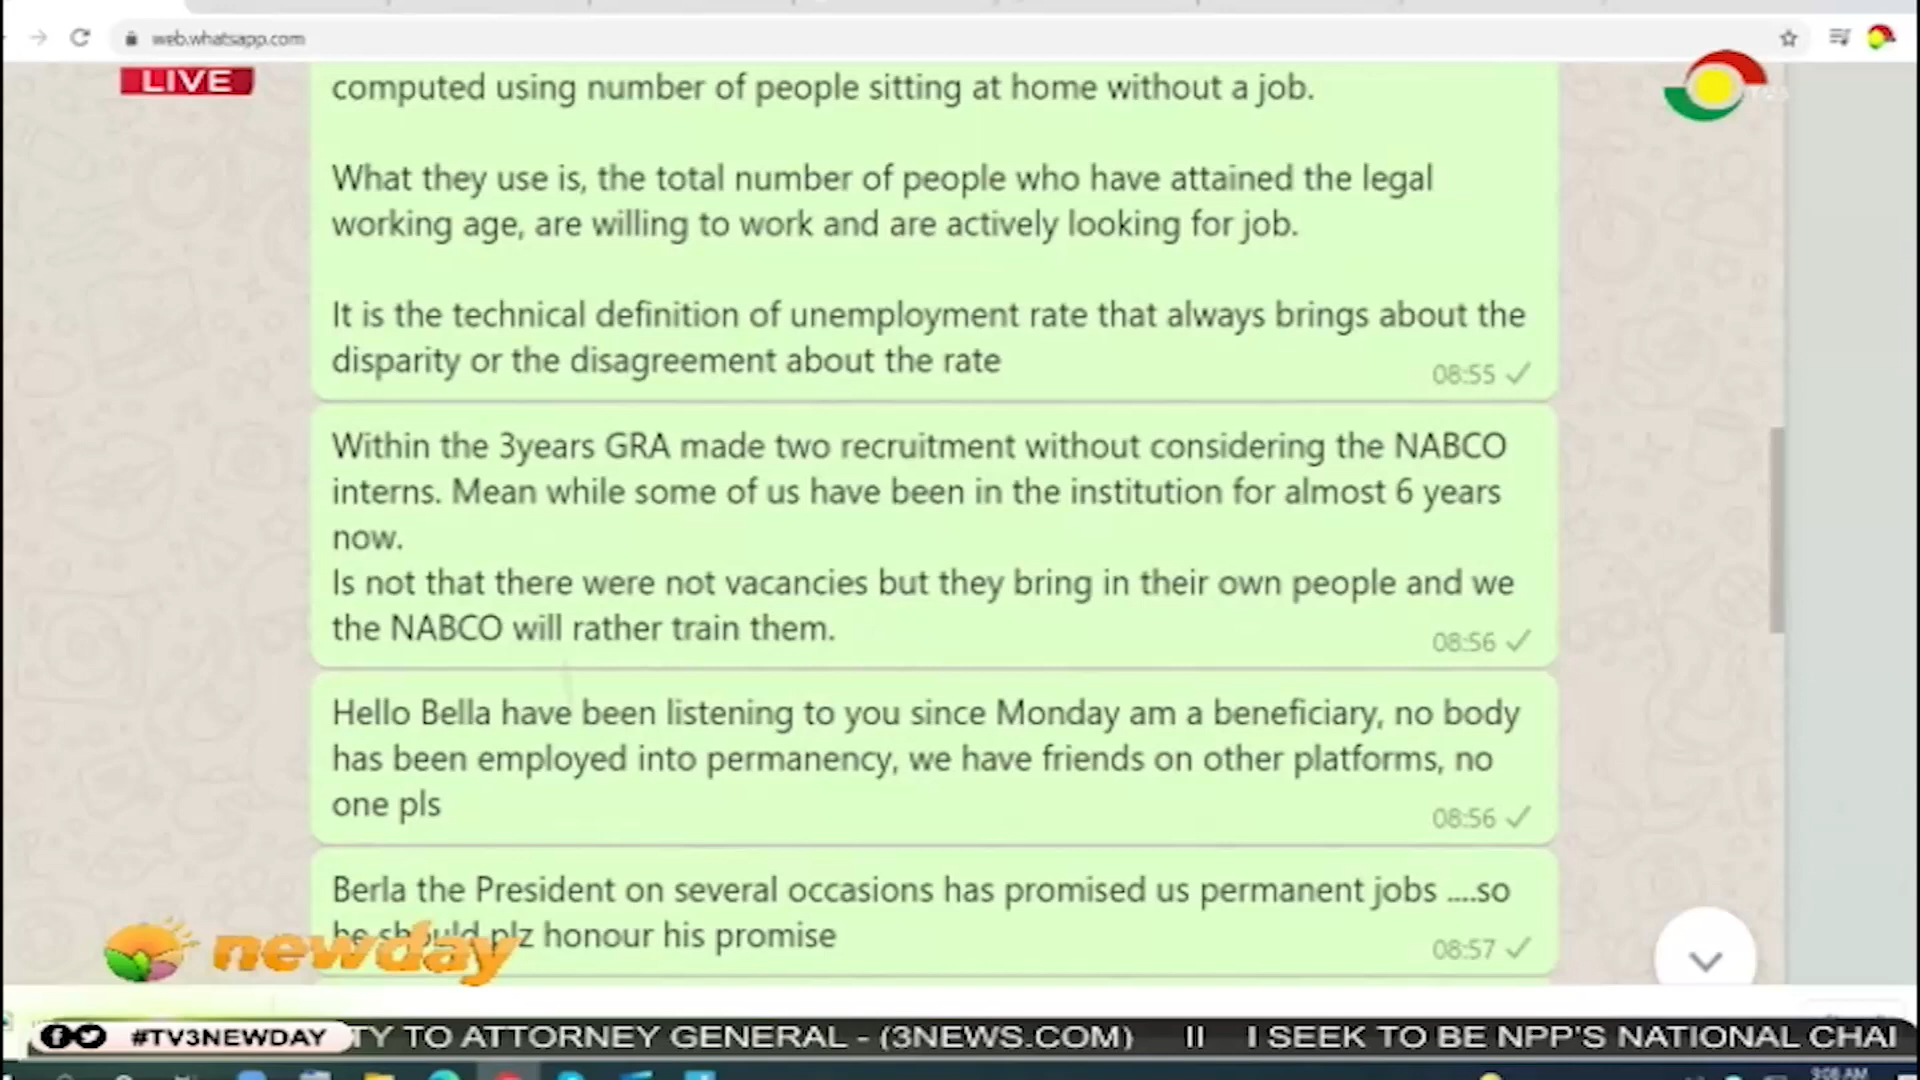 web.whatsapp.com
LIVE
computed using number of people sitting at home without a job.
What they use is, the total number of people who have attained the legal
working age, are willing to work and are actively looking for job.
It is the technical definition of unemployment rate that always brings about the
disparity or the disagreement about the rate
08:55
Within the 3years GRA made two recruitment without considering the NABCO
interns. Mean while some of us have been in the institution for almost 6 years
now.
Is not that there were not vacancies but they bring in their own people and we
the NABCO will rather train them.
08:56
Hello Bella have been listening to you since Monday am a beneficiary, no body
has been employed into permanency, we have friends on other platforms, no
one pls
08:56
Berla the President on several occasions has promised us permanent jobs ....so
he should plz honour his promise
08:57
newday
#TV3NEWDAY
TY TO ATTORNEY GENERAL - (3NEWS.COM) II I SEEK TO BE NPP'S NATIONAL CHAI
9:08 AM